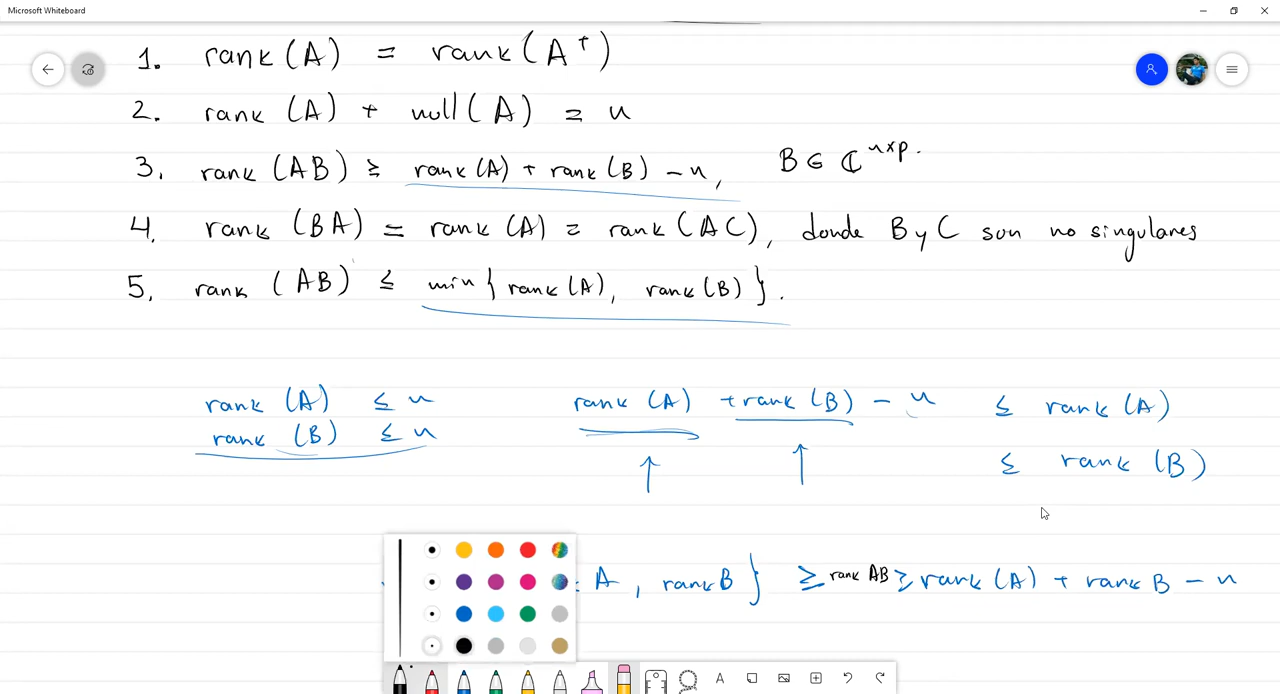 Microsoft Whiteboard
1. rank (A) = rank (A†)
2. rank (A) + null (A) = n
3. rank (AB) ≥ rank (A) + rank (B) − n, B ∈ ℂ^{n×p}.
4. rank (BA) = rank (A) = rank (AC), donde B y C son no singulares
5. rank (AB) ≤ min { rank (A), rank (B) }.
rank (A) ≤ n rank (A) + rank (B) − n ≤ rank (A)
rank (B) ≤ n ≤ rank (B)
A , rank B } ≥ rank AB ≥ rank (A) + rank B − n
A